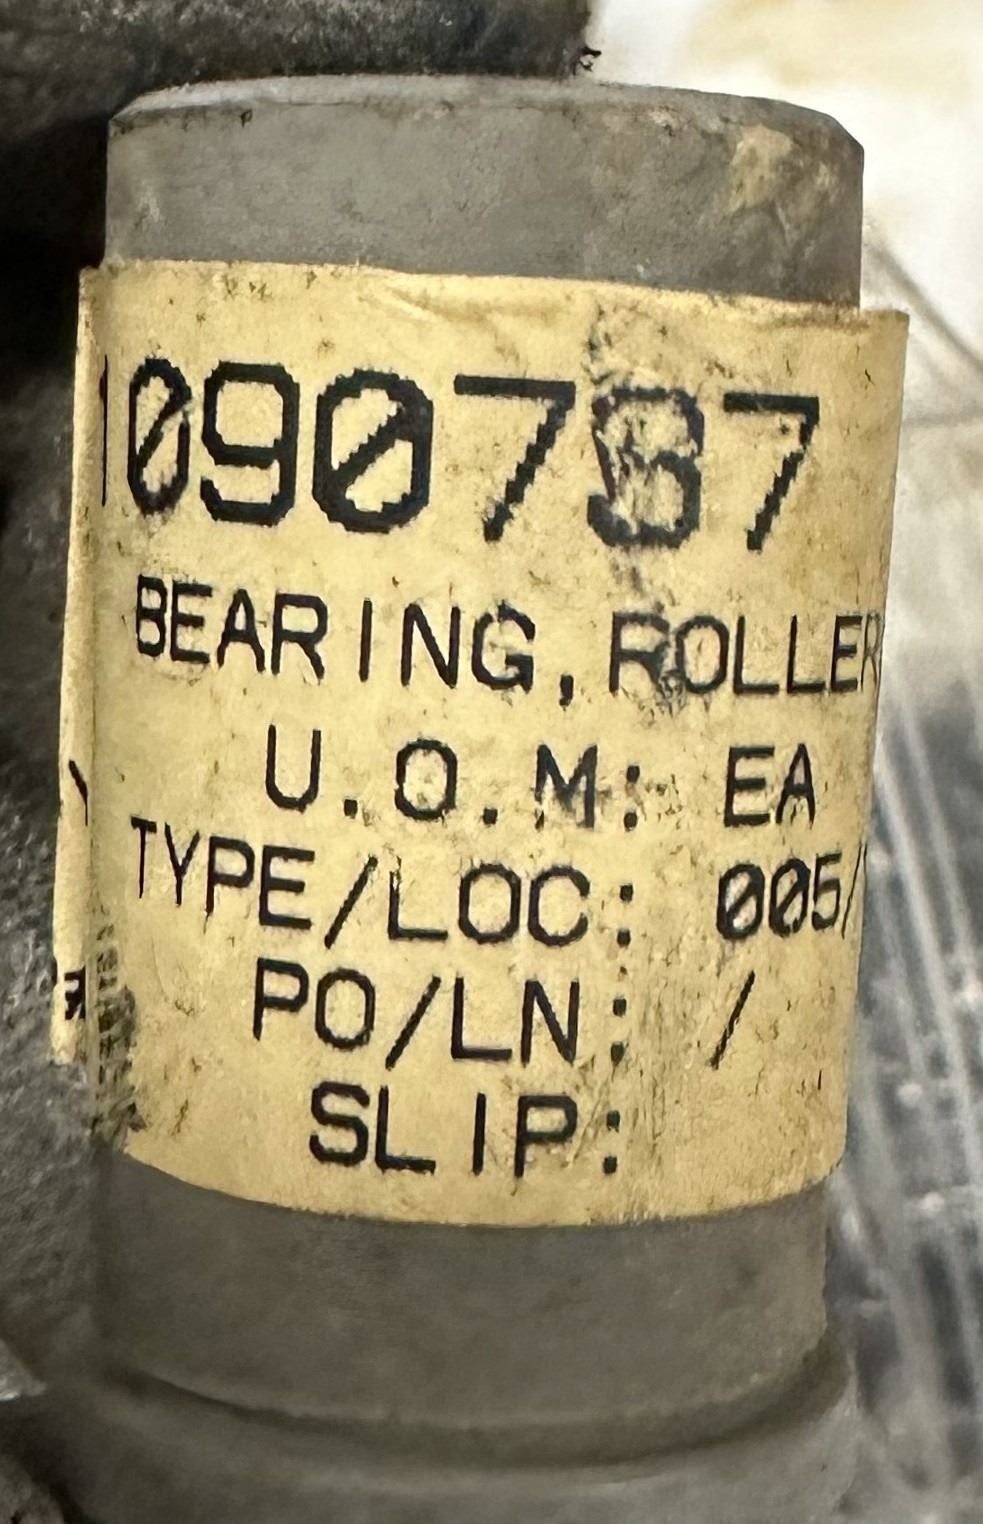 BEARING, ROLLER
U.O.M: EA
TYPE/LOC: 005/
PO/LN: /
SLIP: